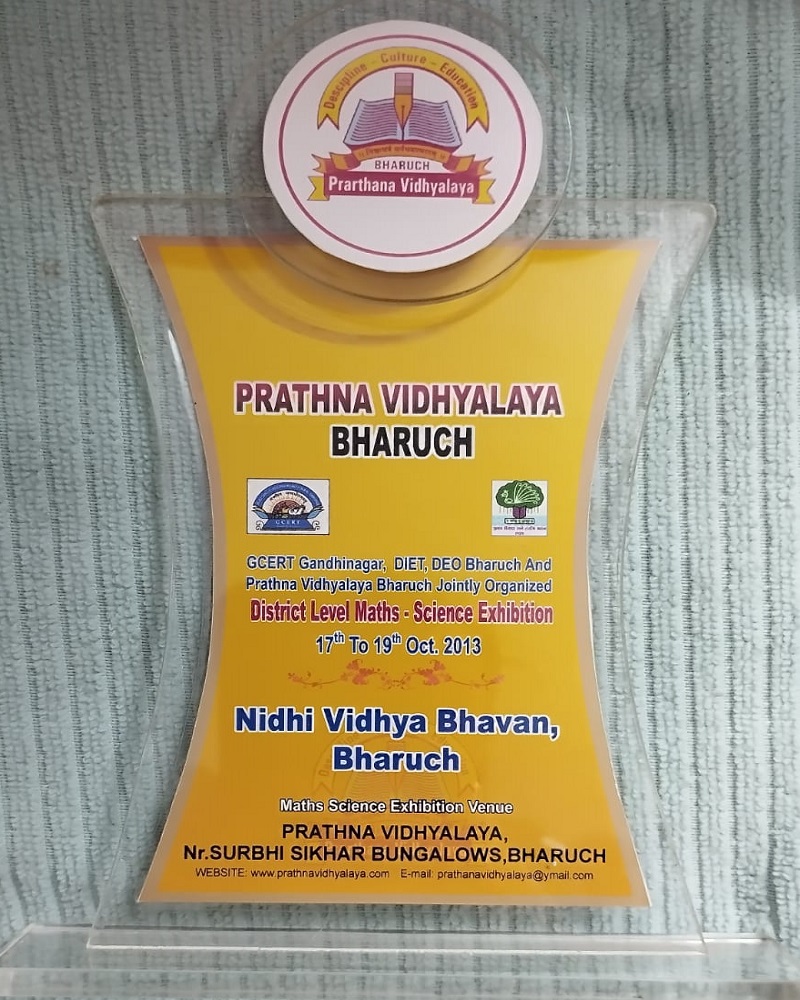 Descipline - Culture - Education
BHARUCH
Prarthana Vidhyalaya
PRATHNA VIDHYALAYA
BHARUCH
GCERT
GCERT Gandhinagar, DIET, DEO Bharuch And
Prathna Vidhyalaya Bharuch Jointly Organized
District Level Maths - Science Exhibition
17th To 19th Oct. 2013
Nidhi Vidhya Bhavan,
Bharuch
Maths Science Exhibition Venue
PRATHNA VIDHYALAYA,
Nr.SURBHI SIKHAR BUNGALOWS,BHARUCH
WEBSITE: www.prathnavidhyalaya.com E-mail: prathanavidhyalaya@ymail.com